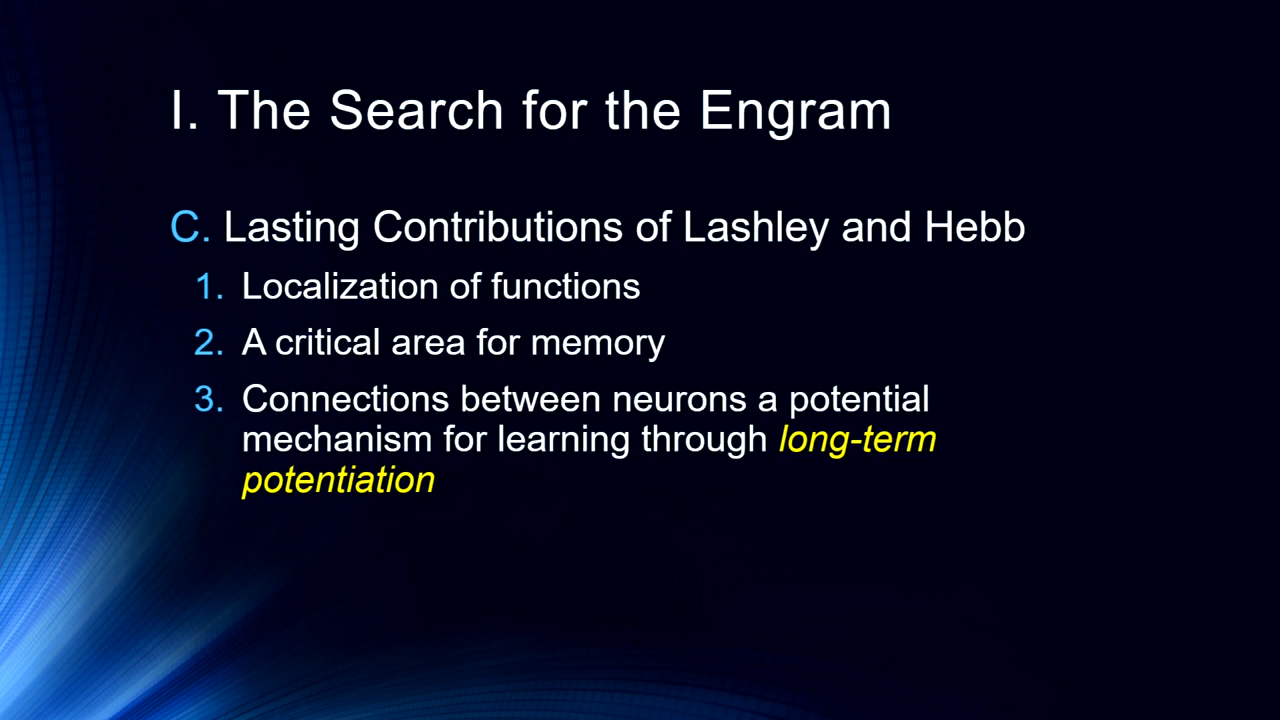 I. The Search for the Engram
C. Lasting Contributions of Lashley and Hebb
1. Localization of functions
2. A critical area for memory
3. Connections between neurons a potential
mechanism for learning through long-term
potentiation